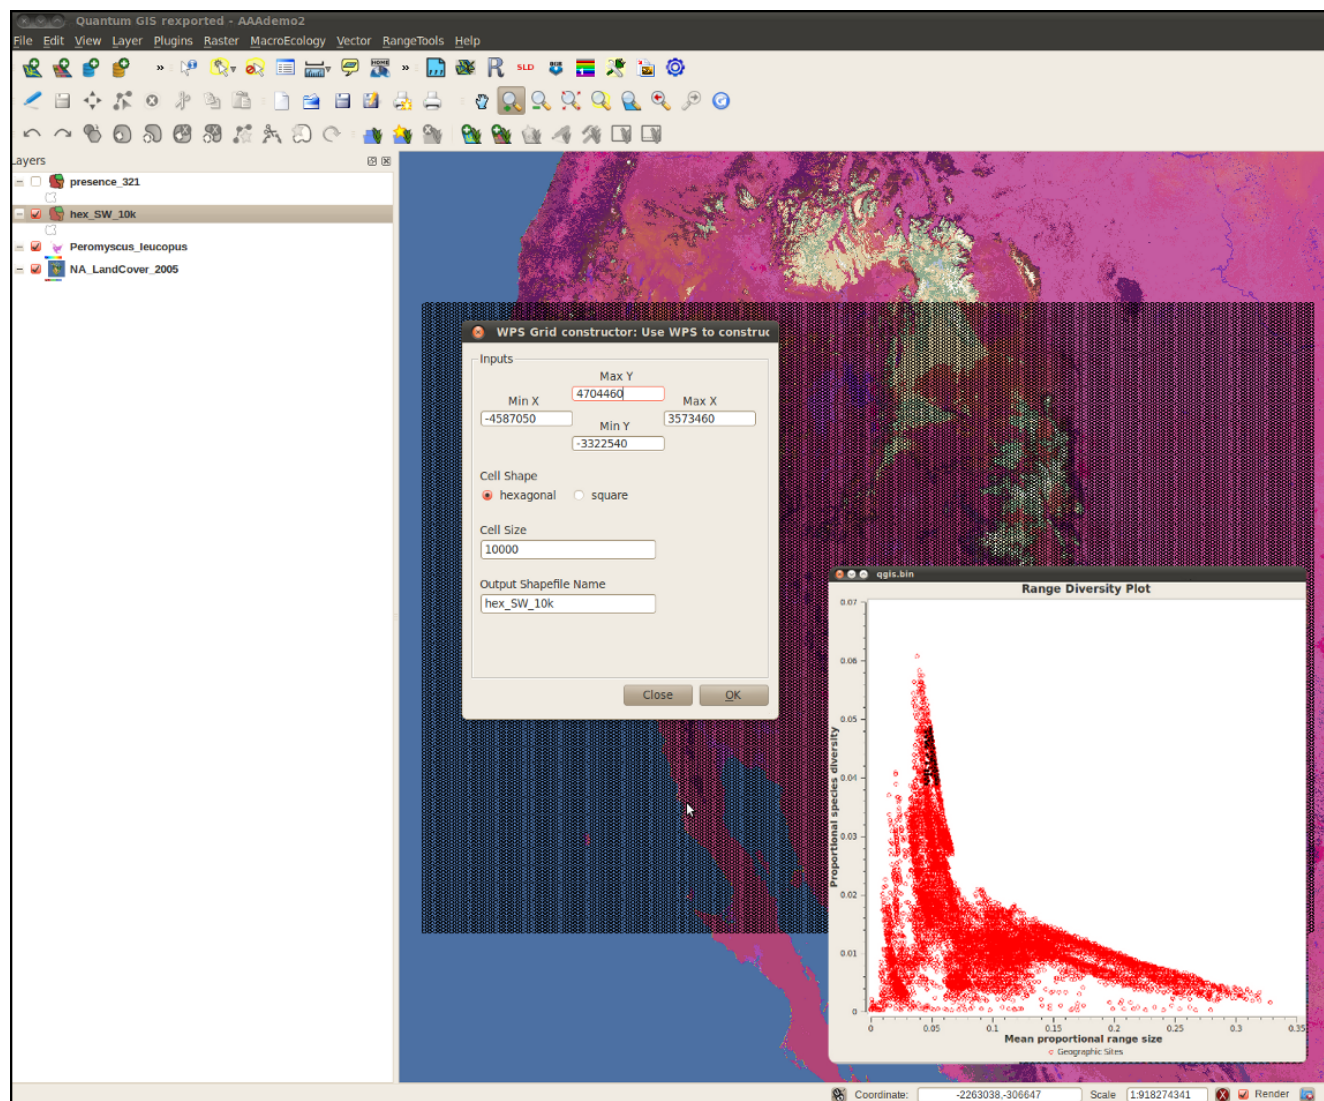 Quantum GIS rexported - AAAdemo2
File Edit View Layer Plugins Raster MacroEcology Vector RangeTools Help
» » R SLD
ayers
presence_321
hex_SW_10k
Peromyscus_leucopus
NA_LandCover_2005
WPS Grid constructor: Use WPS to construc
Inputs
Max Y
4704460
Min X Max X
-4587050 3573460
Min Y
-3322540
Cell Shape
hexagonal square
Cell Size
10000
Output Shapefile Name
hex_SW_10k
Close OK
qgis.bin
Range Diversity Plot
0.07
0.06
0.05
0.04
0.03
0.02
0.01
0
Proportional species diversity
0 0.05 0.1 0.15 0.2 0.25 0.3 0.35
Mean proportional range size
Geographic Sites
Coordinate: -2263038,-306647 Scale 1:918274341 Render